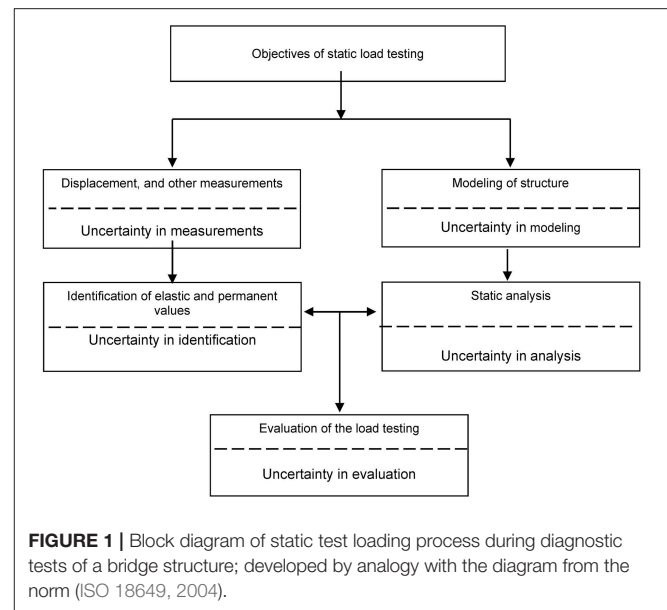 Objectives of static load testing
Displacement, and other measurements
Uncertainty in measurements
Modeling of structure
Uncertainty in modeling
Identification of elastic and permanent
values
Uncertainty in identification
Static analysis
Uncertainty in analysis
Evaluation of the load testing
Uncertainty in evaluation
FIGURE 1 | Block diagram of static test loading process during diagnostic
tests of a bridge structure; developed by analogy with the diagram from the
norm (ISO 18649, 2004).